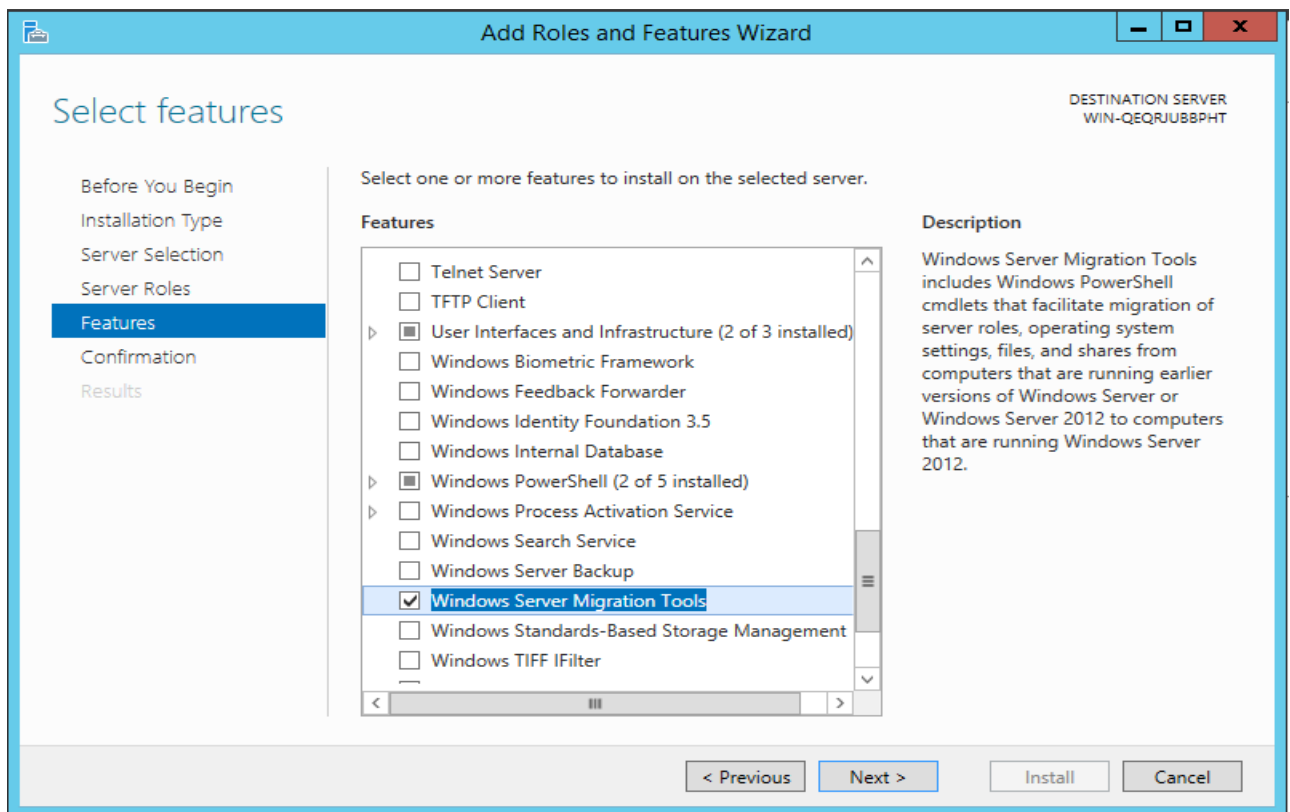 Add Roles and Features Wizard
Select features
DESTINATION SERVER
WIN-QEQRJUBBPHT
Before You Begin
Installation Type
Server Selection
Server Roles
Features
Confirmation
Results
Select one or more features to install on the selected server.
Features
Telnet Server
TFTP Client
User Interfaces and Infrastructure (2 of 3 installed)
Windows Biometric Framework
Windows Feedback Forwarder
Windows Identity Foundation 3.5
Windows Internal Database
Windows PowerShell (2 of 5 installed)
Windows Process Activation Service
Windows Search Service
Windows Server Backup
Windows Server Migration Tools
Windows Standards-Based Storage Management
Windows TIFF IFilter
Description
Windows Server Migration Tools
includes Windows PowerShell
cmdlets that facilitate migration of
server roles, operating system
settings, files, and shares from
computers that are running earlier
versions of Windows Server or
Windows Server 2012 to computers
that are running Windows Server
2012.
< Previous
Next >
Install
Cancel